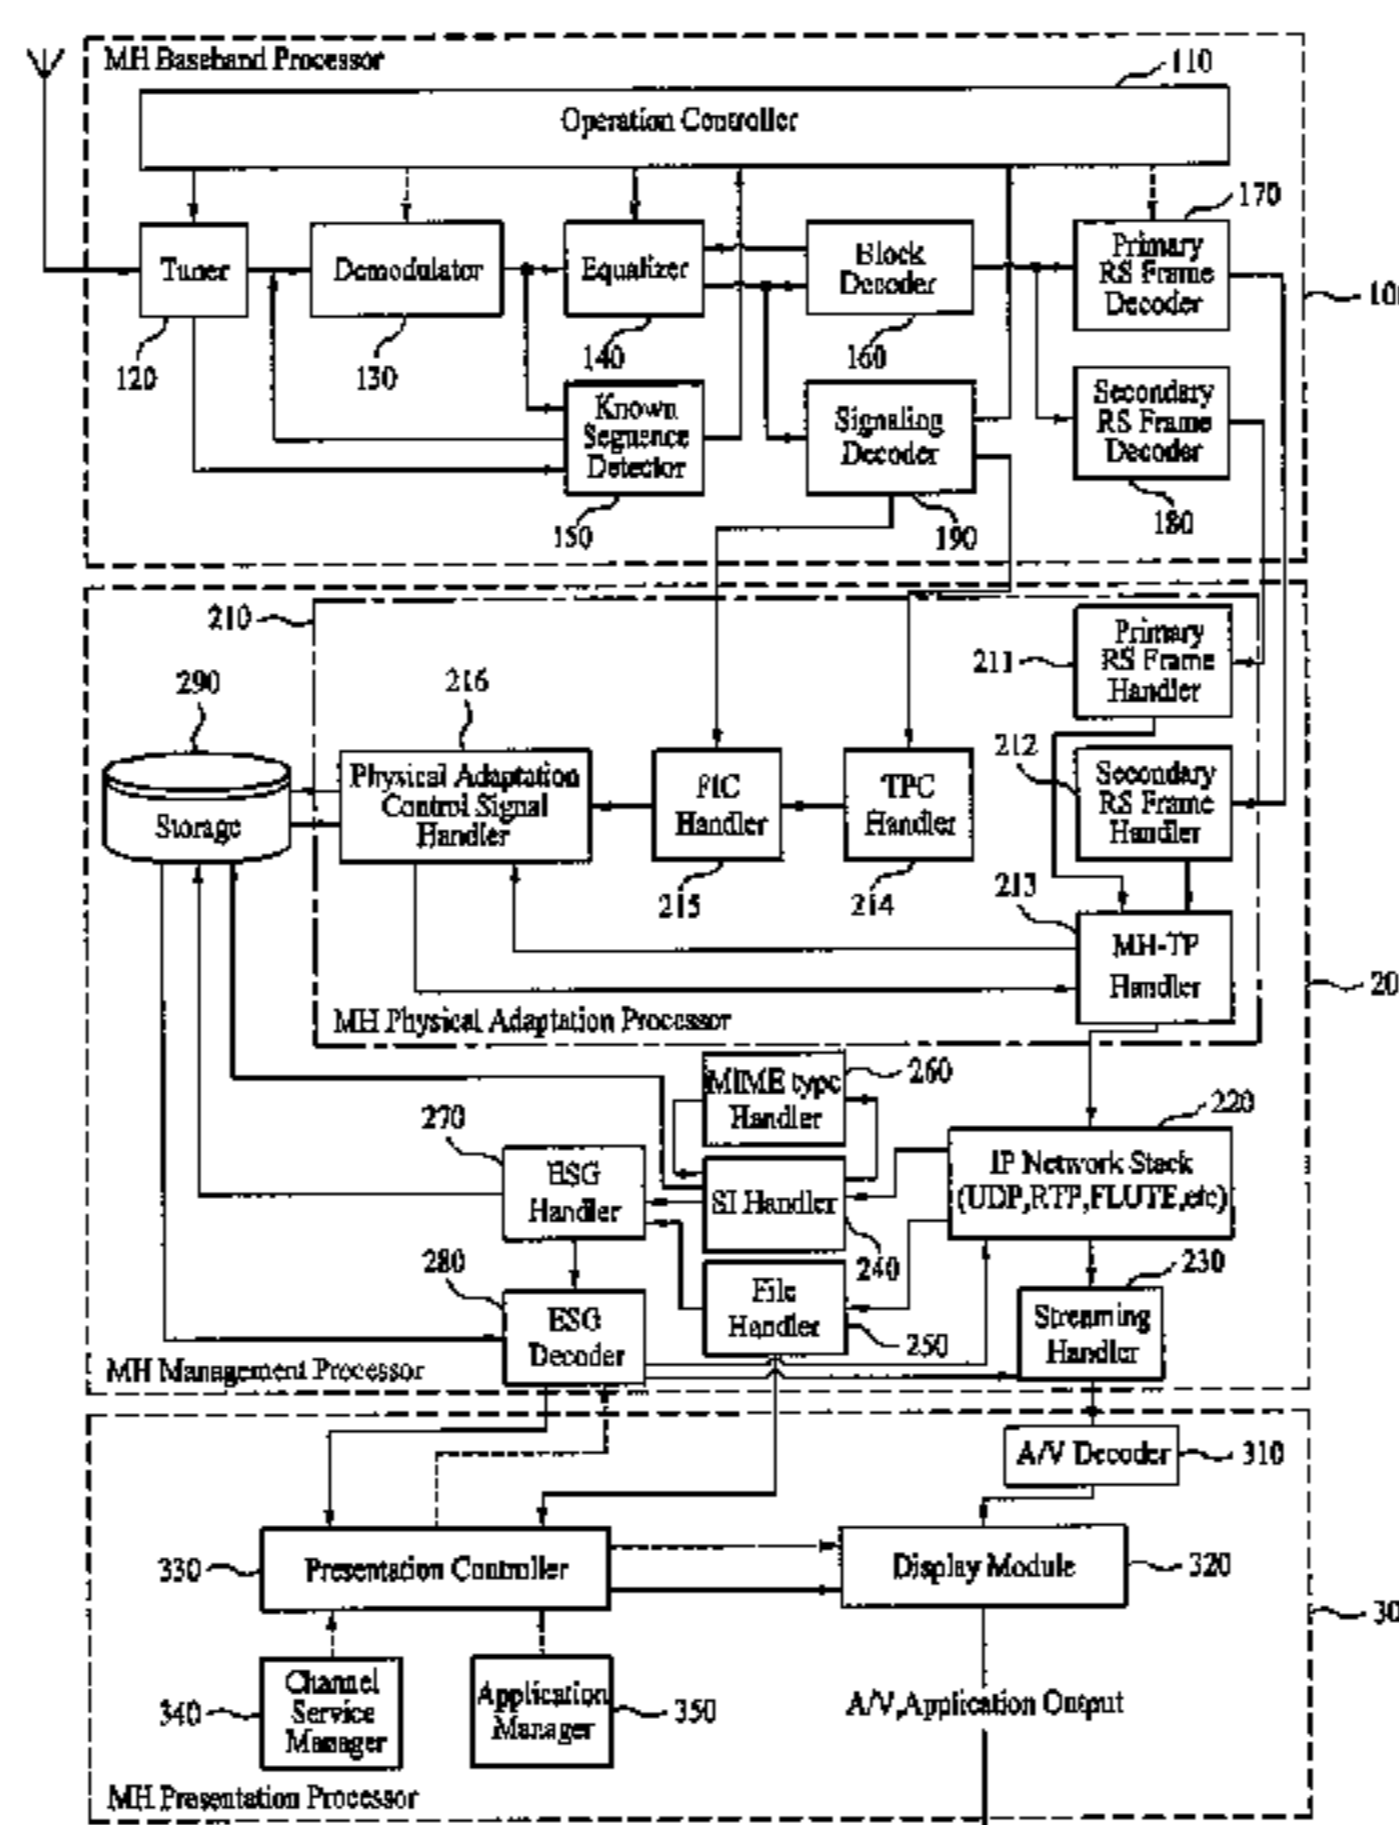 MH Baseband Processor
110
Operation Controller
170
Tuner
Demodulator
Equalizer
Block
Decoder
Primary
RS Frame
Decoder
10
120
130
140
160
Known
Seguence
Detector
Signaling
Decoder
Secondary
RS Frame
Decoder
150
190
180
210
211
Primary
RS Frame
Handler
290
216
212
Storage
Physical Adaptation
Control Signal
Handler
FIC
Handler
TPC
Handler
Secondary
RS Frame
Handler
215
214
213
MH-TP
Handler
20
MH Physical Adaptation Processor
MIME type
Handler
260
270
220
ESG
Handler
SI Handler
IP Network Stack
(UDP,RTP,FLUTE,etc)
280
240
230
ESG
Decoder
File
Handler
250
Streaming
Handler
MH Management Processor
A/V Decoder
310
330
Presentation Controller
Display Module
320
30
340
Channel
Service
Manager
Application
Manager
350
A/V,Application Output
MH Presentation Processor